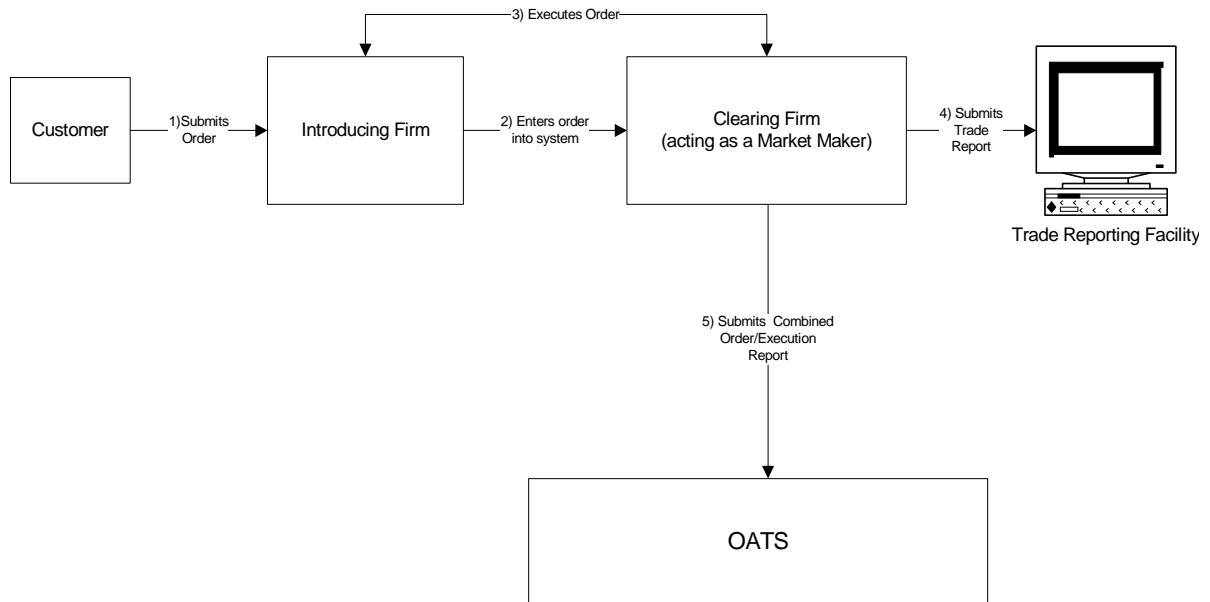 3) Executes Order
Customer
1)Submits
Order
Introducing Firm
2) Enters order
into system
Clearing Firm
(acting as a Market Maker)
4) Submits
Trade
Report
Trade Reporting Facility
5) Submits Combined
Order/Execution
Report
OATS